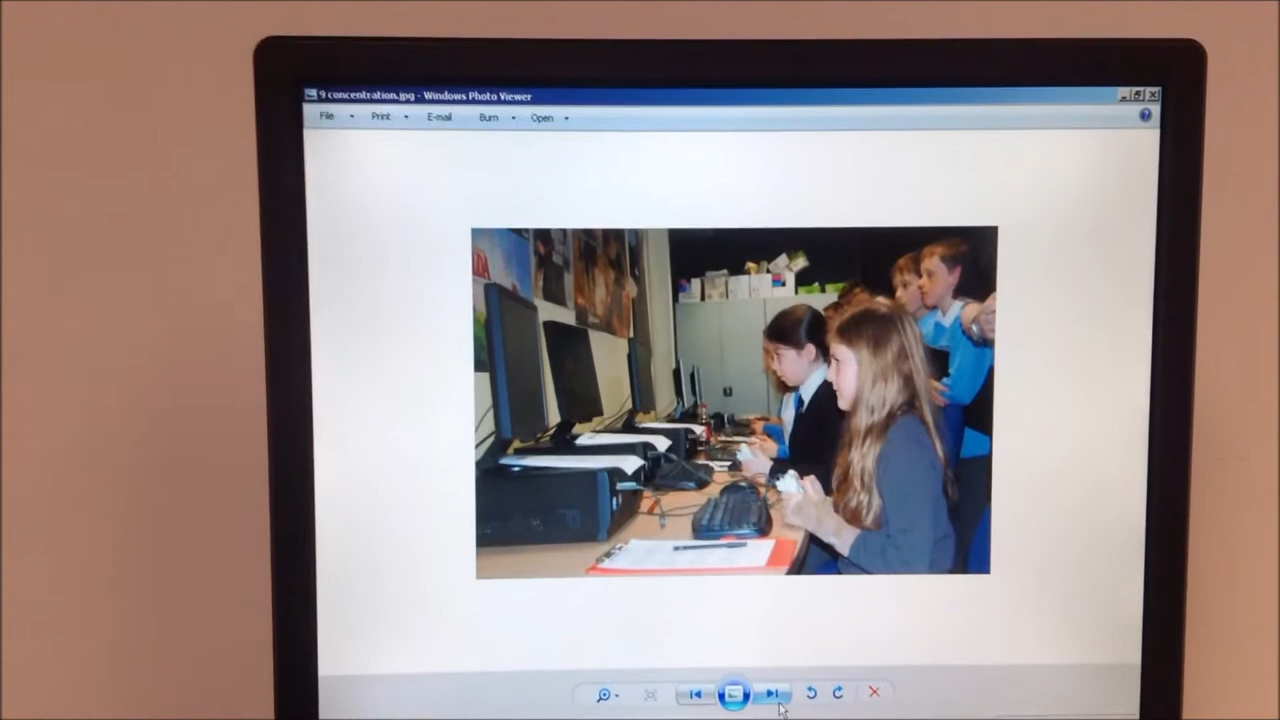 9 concentration.jpg - Windows Photo Viewer
File Print E-mail Burn Open